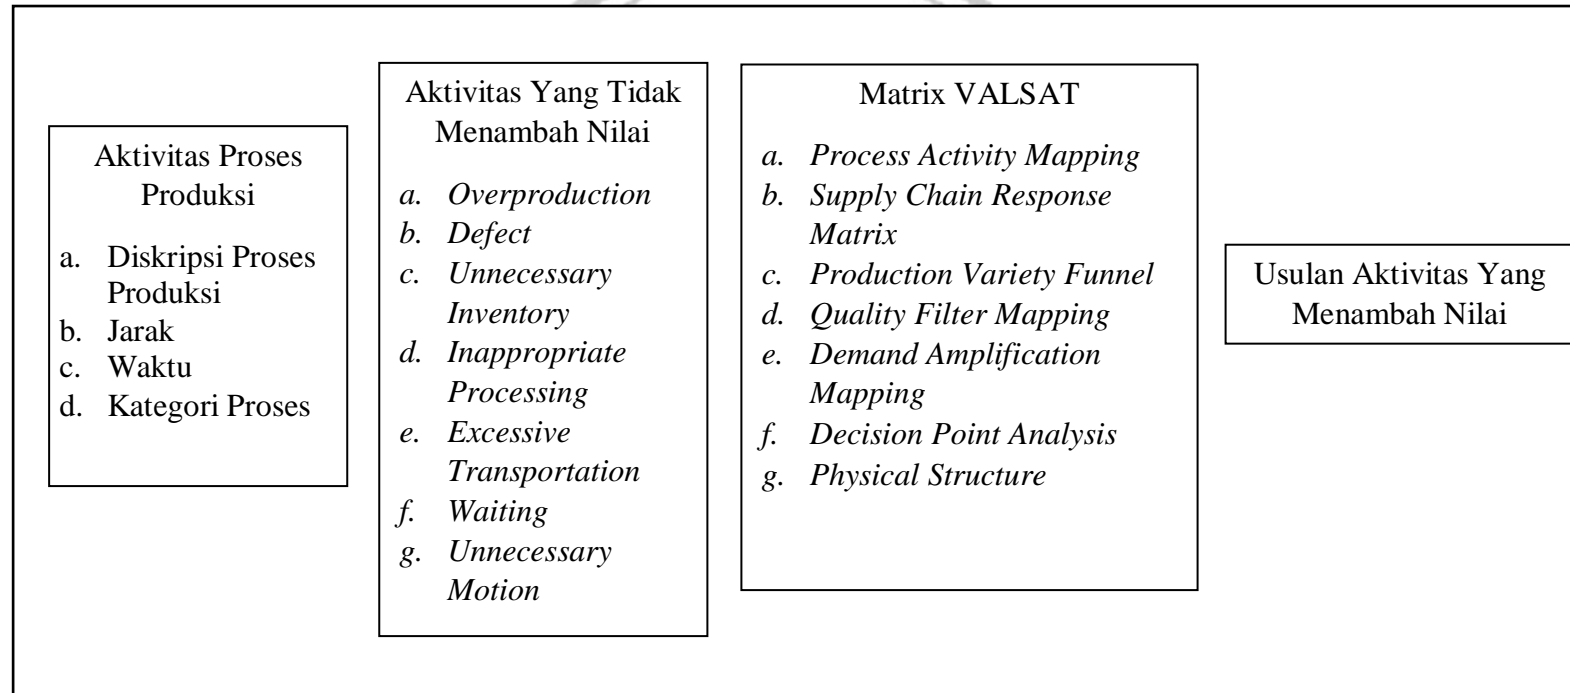 Aktivitas Proses
Produksi
a. Diskripsi Proses
Produksi
b. Jarak
c. Waktu
d. Kategori Proses
Aktivitas Yang Tidak
Menambah Nilai
a. Overproduction
b. Defect
c. Unnecessary
Inventory
d. Inappropriate
Processing
e. Excessive
Transportation
f. Waiting
g. Unnecessary
Motion
Matrix VALSAT
a. Process Activity Mapping
b. Supply Chain Response
Matrix
c. Production Variety Funnel
d. Quality Filter Mapping
e. Demand Amplification
Mapping
f. Decision Point Analysis
g. Physical Structure
Usulan Aktivitas Yang
Menambah Nilai